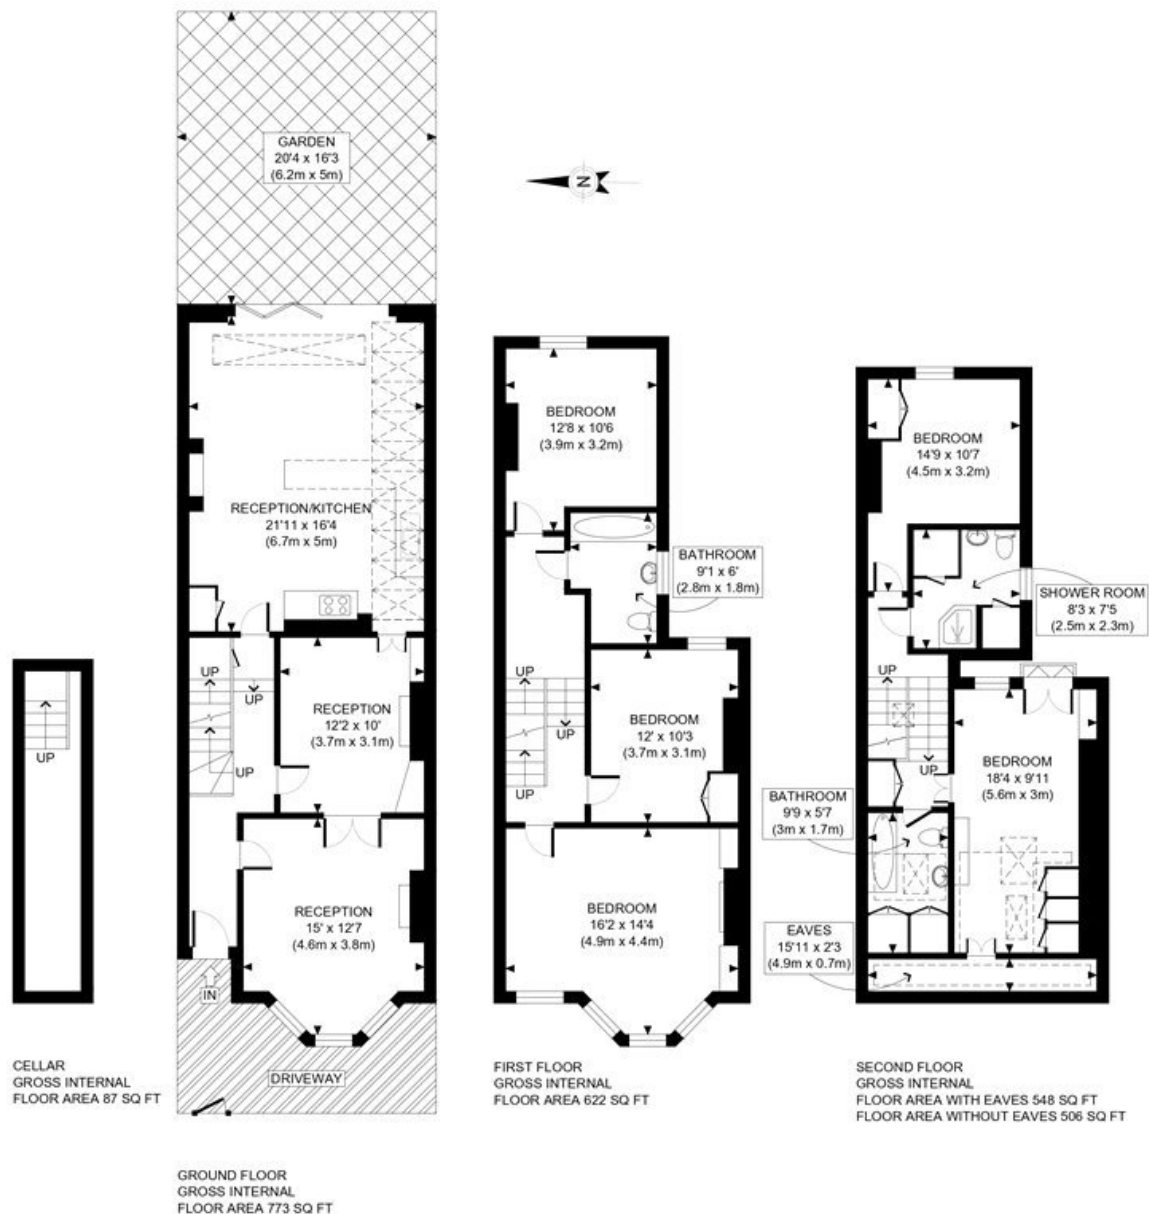 GARDEN
20'4 x 16'3
(6.2m x 5m)
N
RECEPTION/KITCHEN
21'11 x 16'4
(6.7m x 5m)
UP
UP
UP
RECEPTION
12'2 x 10'
(3.7m x 3.1m)
RECEPTION
15' x 12'7
(4.6m x 3.8m)
IN
DRIVEWAY
UP
UP
CELLAR
GROSS INTERNAL
FLOOR AREA 87 SQ FT
GROUND FLOOR
GROSS INTERNAL
FLOOR AREA 773 SQ FT
BEDROOM
12'8 x 10'6
(3.9m x 3.2m)
BATHROOM
9'1 x 6'
(2.8m x 1.8m)
UP
UP
UP
BEDROOM
12' x 10'3
(3.7m x 3.1m)
BEDROOM
16'2 x 14'4
(4.9m x 4.4m)
FIRST FLOOR
GROSS INTERNAL
FLOOR AREA 622 SQ FT
BEDROOM
14'9 x 10'7
(4.5m x 3.2m)
SHOWER ROOM
8'3 x 7'5
(2.5m x 2.3m)
UP
UP
BEDROOM
18'4 x 9'11
(5.6m x 3m)
BATHROOM
9'9 x 5'7
(3m x 1.7m)
EAVES
15'11 x 2'3
(4.9m x 0.7m)
SECOND FLOOR
GROSS INTERNAL
FLOOR AREA WITH EAVES 548 SQ FT
FLOOR AREA WITHOUT EAVES 506 SQ FT